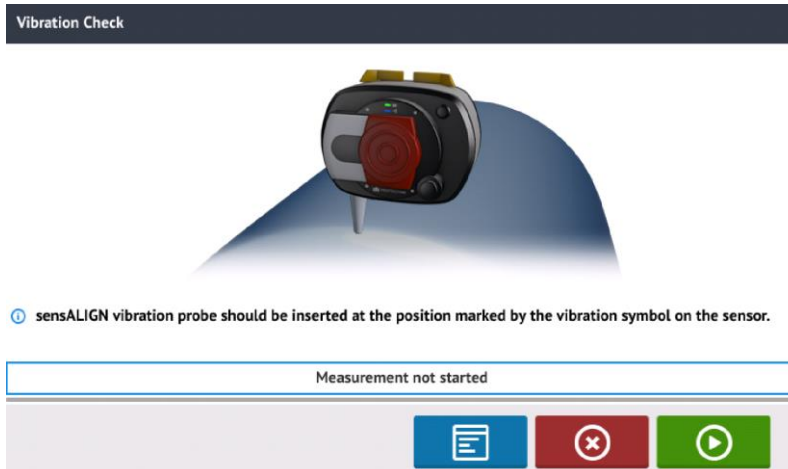 Vibration Check
sensALIGN vibration probe should be inserted at the position marked by the vibration symbol on the sensor.
Measurement not started